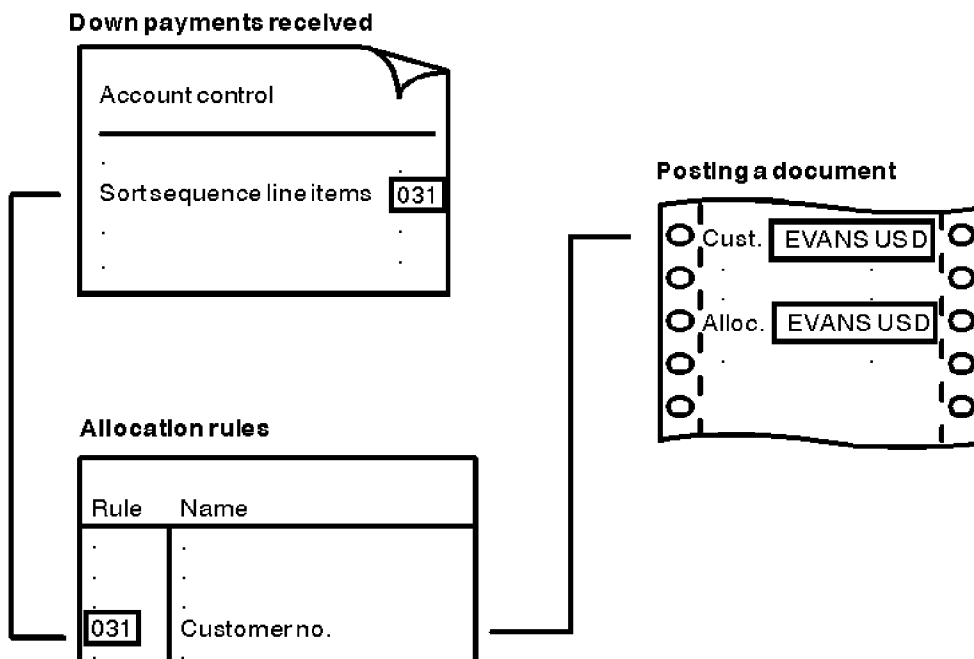 Down payments received
Account control
Sort sequence line items 031
Posting a document
Cust. EVANS USD
Alloc. EVANS USD
Allocation rules
Rule Name
031 Customer no.